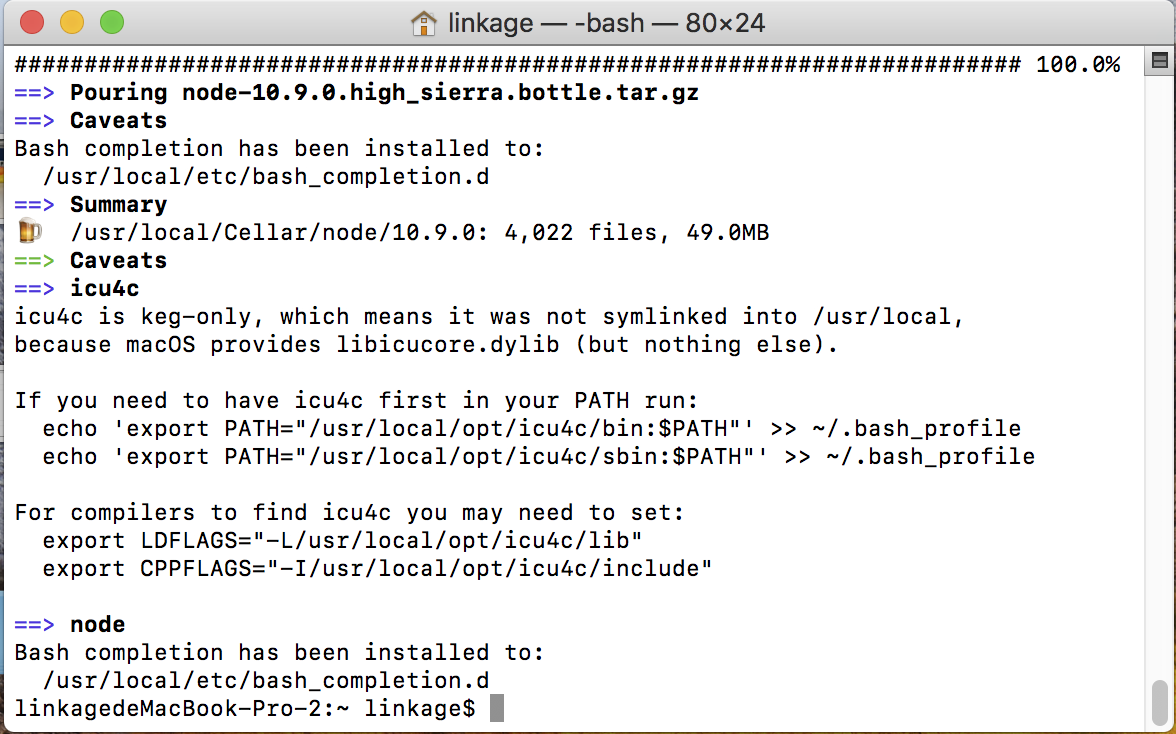 linkage — -bash — 80×24
######################################################################## 100.0%
==> Pouring node-10.9.0.high_sierra.bottle.tar.gz
==> Caveats
Bash completion has been installed to:
  /usr/local/etc/bash_completion.d
==> Summary
🍺  /usr/local/Cellar/node/10.9.0: 4,022 files, 49.0MB
==> Caveats
==> icu4c
icu4c is keg-only, which means it was not symlinked into /usr/local,
because macOS provides libicucore.dylib (but nothing else).

If you need to have icu4c first in your PATH run:
  echo 'export PATH="/usr/local/opt/icu4c/bin:$PATH"' >> ~/.bash_profile
  echo 'export PATH="/usr/local/opt/icu4c/sbin:$PATH"' >> ~/.bash_profile

For compilers to find icu4c you may need to set:
  export LDFLAGS="-L/usr/local/opt/icu4c/lib"
  export CPPFLAGS="-I/usr/local/opt/icu4c/include"

==> node
Bash completion has been installed to:
  /usr/local/etc/bash_completion.d
linkagedeMacBook-Pro-2:~ linkage$